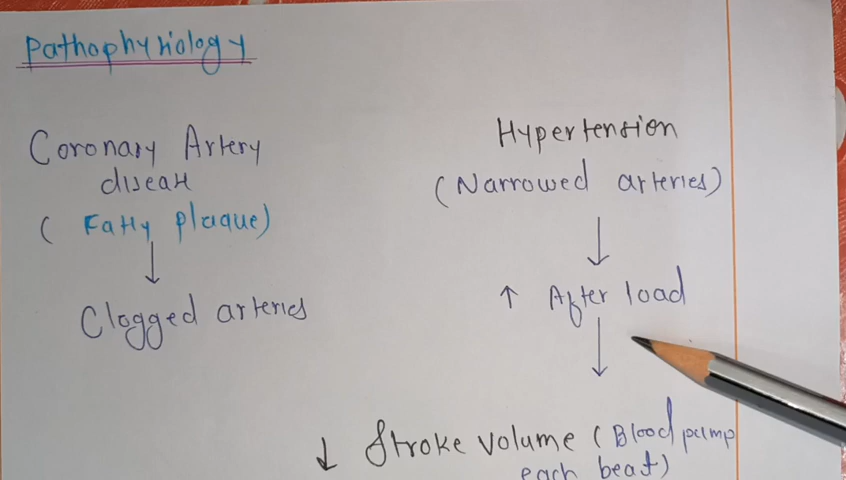 Pathophysiology
Coronary Artery
disease
( Fatty plaque)
↓
Clogged arteries
Hypertension
(Narrowed arteries)
↓
↑ After load
↓
↓ Stroke volume ( Blood pump
each beat)